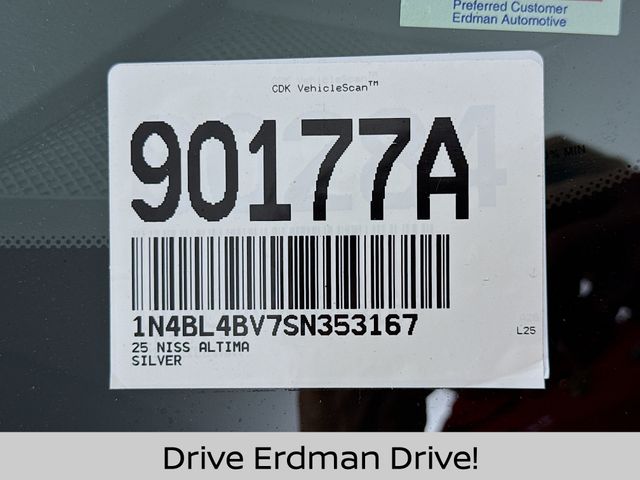 Preferred Customer
Erdman Automotive
CDK VehicleScan™
90177A
1N4BL4BV7SN353167
25 NISS ALTIMA
SILVER
L25
Drive Erdman Drive!